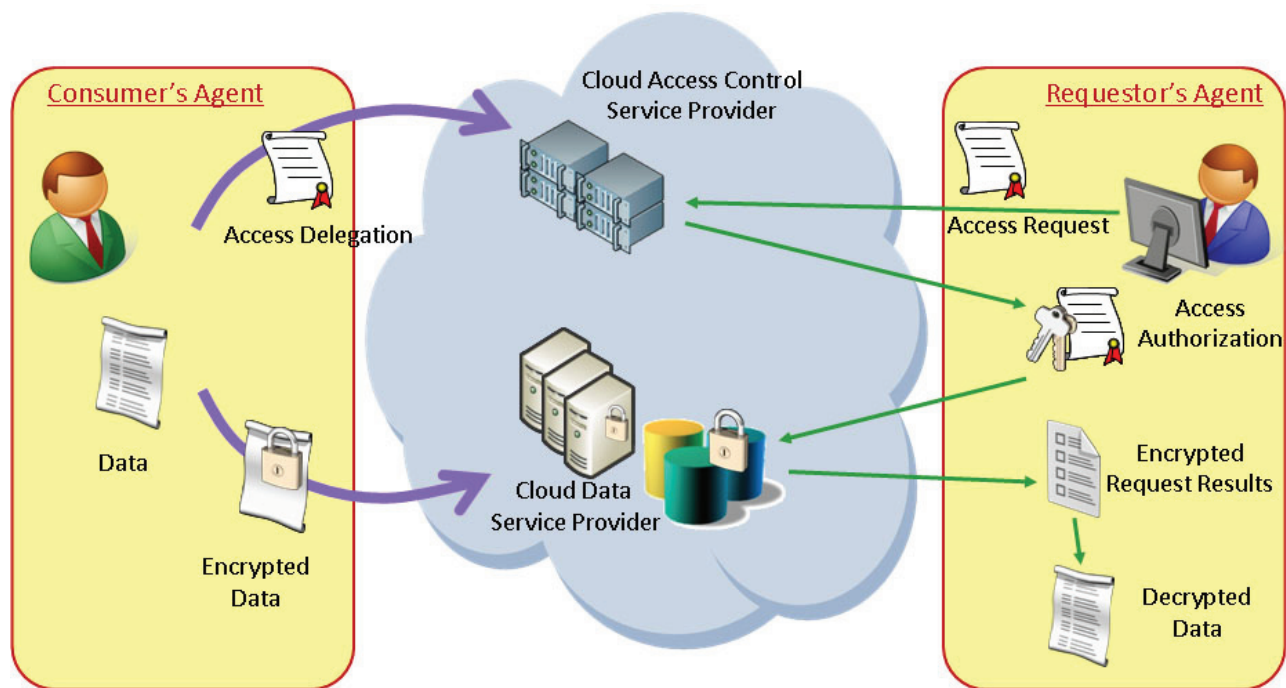 Consumer's Agent
Access Delegation
Data
Encrypted
Data
Cloud Access Control
Service Provider
Cloud Data
Service Provider
Requestor's Agent
Access Request
Access
Authorization
Encrypted
Request Results
Decrypted
Data